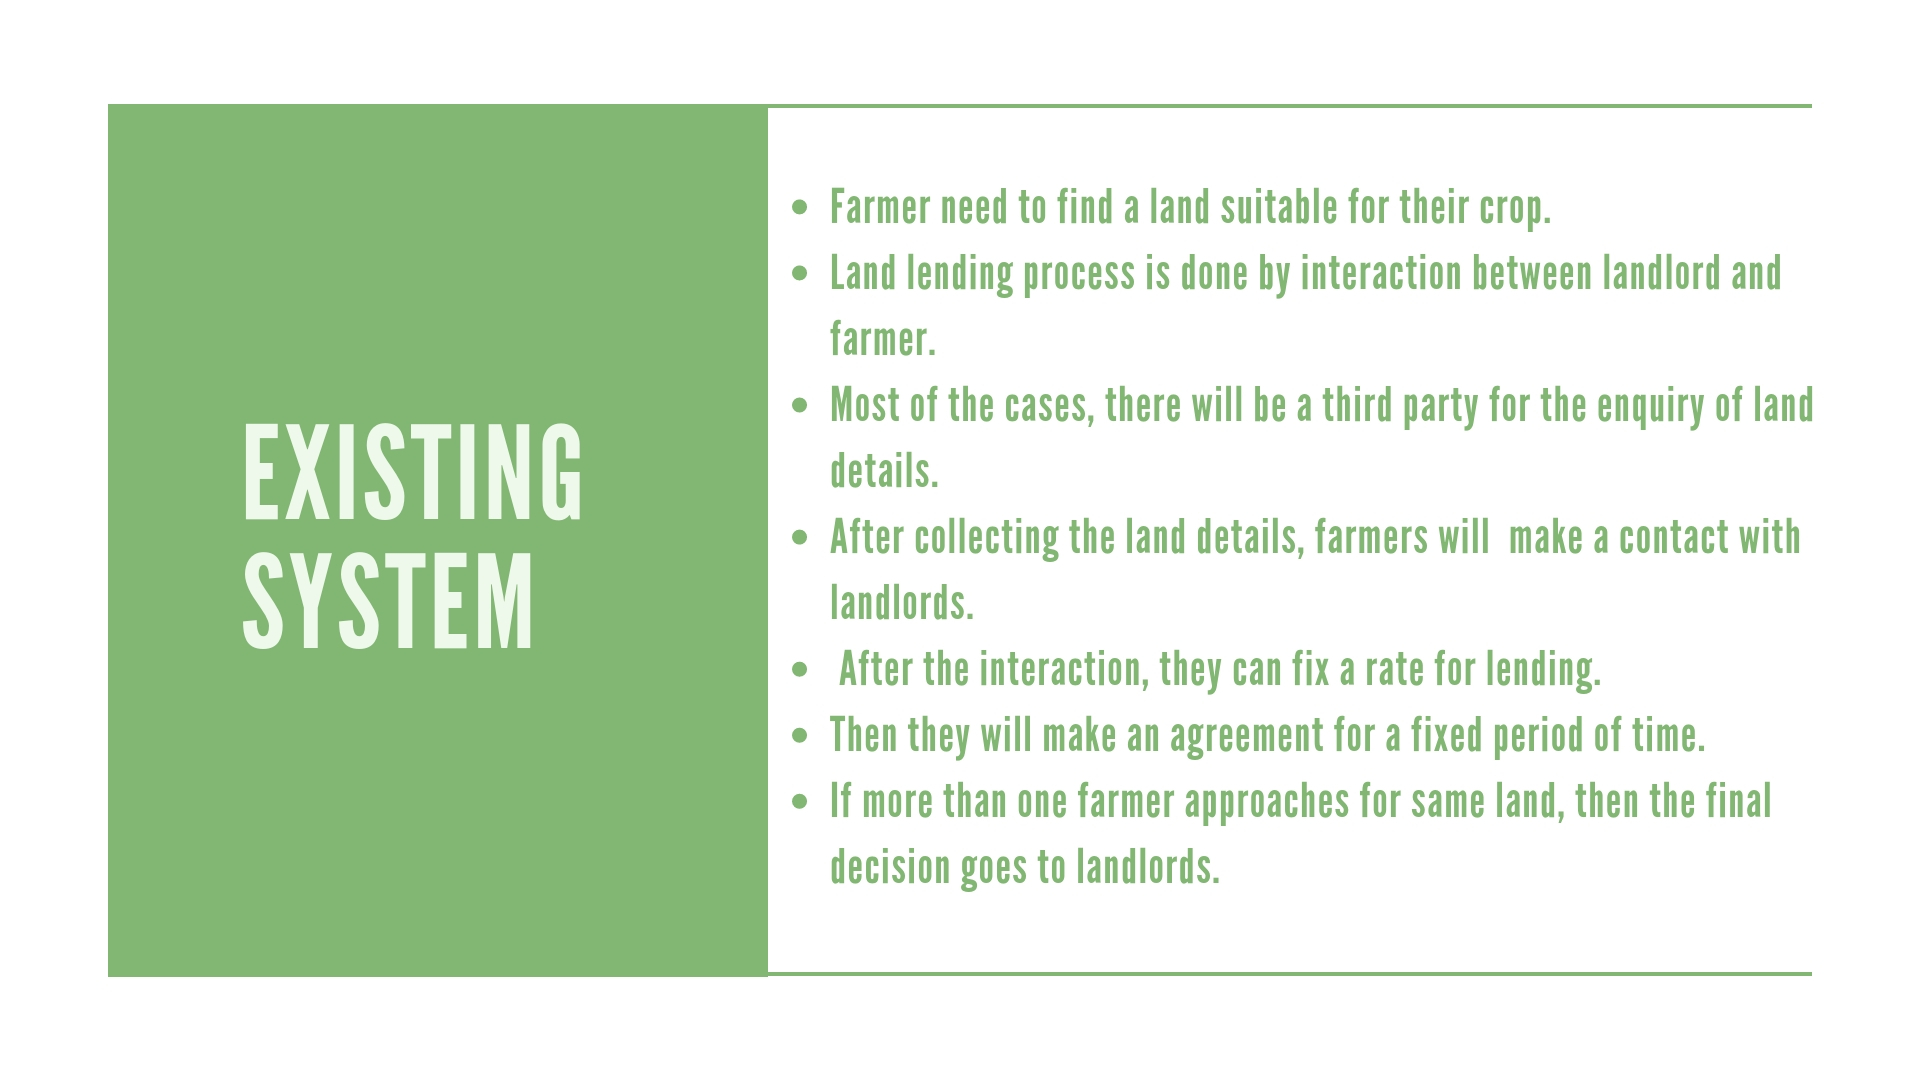 EXISTING
SYSTEM
• Farmer need to find a land suitable for their crop.
• Land lending process is done by interaction between landlord and
farmer.
• Most of the cases, there will be a third party for the enquiry of land
details.
• After collecting the land details, farmers will  make a contact with
landlords.
•  After the interaction, they can fix a rate for lending.
• Then they will make an agreement for a fixed period of time.
• If more than one farmer approaches for same land, then the final
decision goes to landlords.